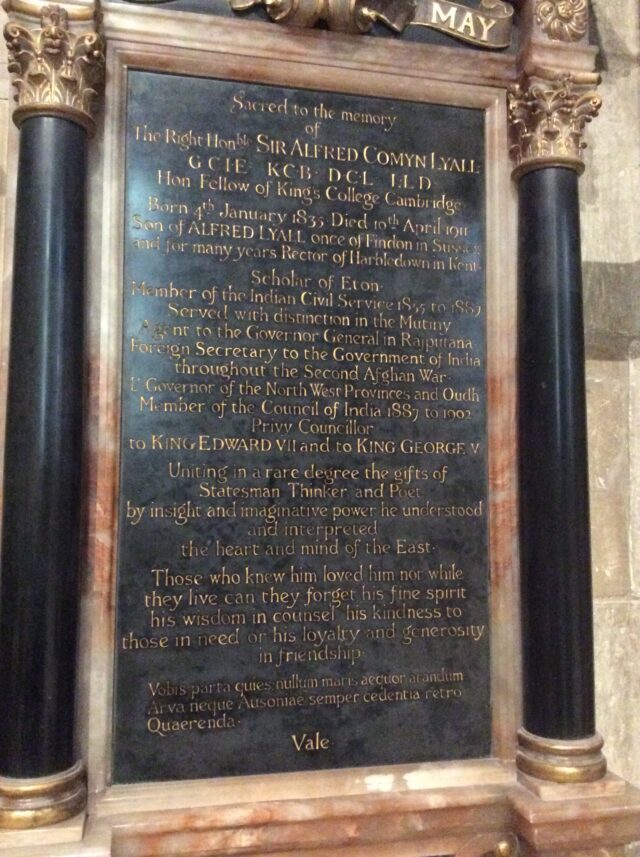 MAY
Sacred to the memory
of
The Right Honble SIR ALFRED COMYN LYALL
G C I E K C B · D·C·L L L D
Hon Fellow of King's College Cambridge·
Born 4th January 1835 Died 10th April 1911
Son of ALFRED LYALL once of Findon in Sussex
and for many years Rector of Harbledown in Kent·
Scholar of Eton·
Member of the Indian Civil Service 1855 to 1887
Served with distinction in the Mutiny
Agent to the Governor General in Rajputana
Foreign Secretary to the Government of India
throughout the Second Afghan War·
Lt Governor of the North West Provinces and Oudh
Member of the Council of India 1887 to 1902
Privy Councillor
to KING EDWARD VII and to KING GEORGE V
Uniting in a rare degree the gifts of
Statesman Thinker and Poet
by insight and imaginative power he understood
and interpreted
the heart and mind of the East·
Those who knew him loved him nor while
they live can they forget his fine spirit
his wisdom in counsel his kindness to
those in need or his loyalty and generosity
in friendship·
Vobis parta quies nullum maris aequor arandum
Arva neque Ausoniae semper cedentia retro
Quaerenda·
Vale·